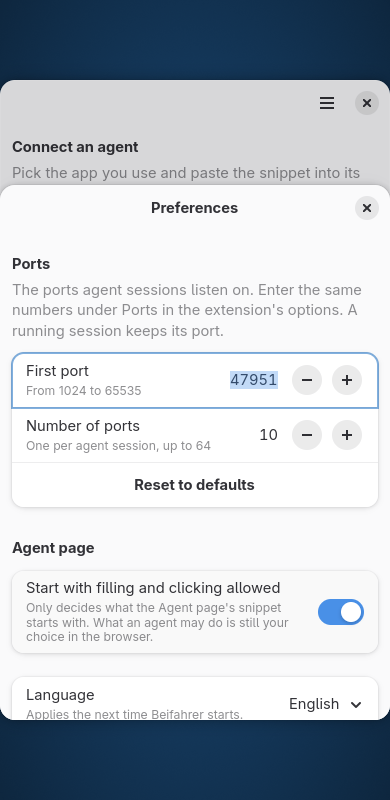 Connect an agent
Pick the app you use and paste the snippet into its
Preferences
Ports
The ports agent sessions listen on. Enter the same
numbers under Ports in the extension's options. A
running session keeps its port.
First port
From 1024 to 65535
47951
Number of ports
One per agent session, up to 64
10
Reset to defaults
Agent page
Start with filling and clicking allowed
Only decides what the Agent page's snippet
starts with. What an agent may do is still your
choice in the browser.
Language
Applies the next time Beifahrer starts.
English